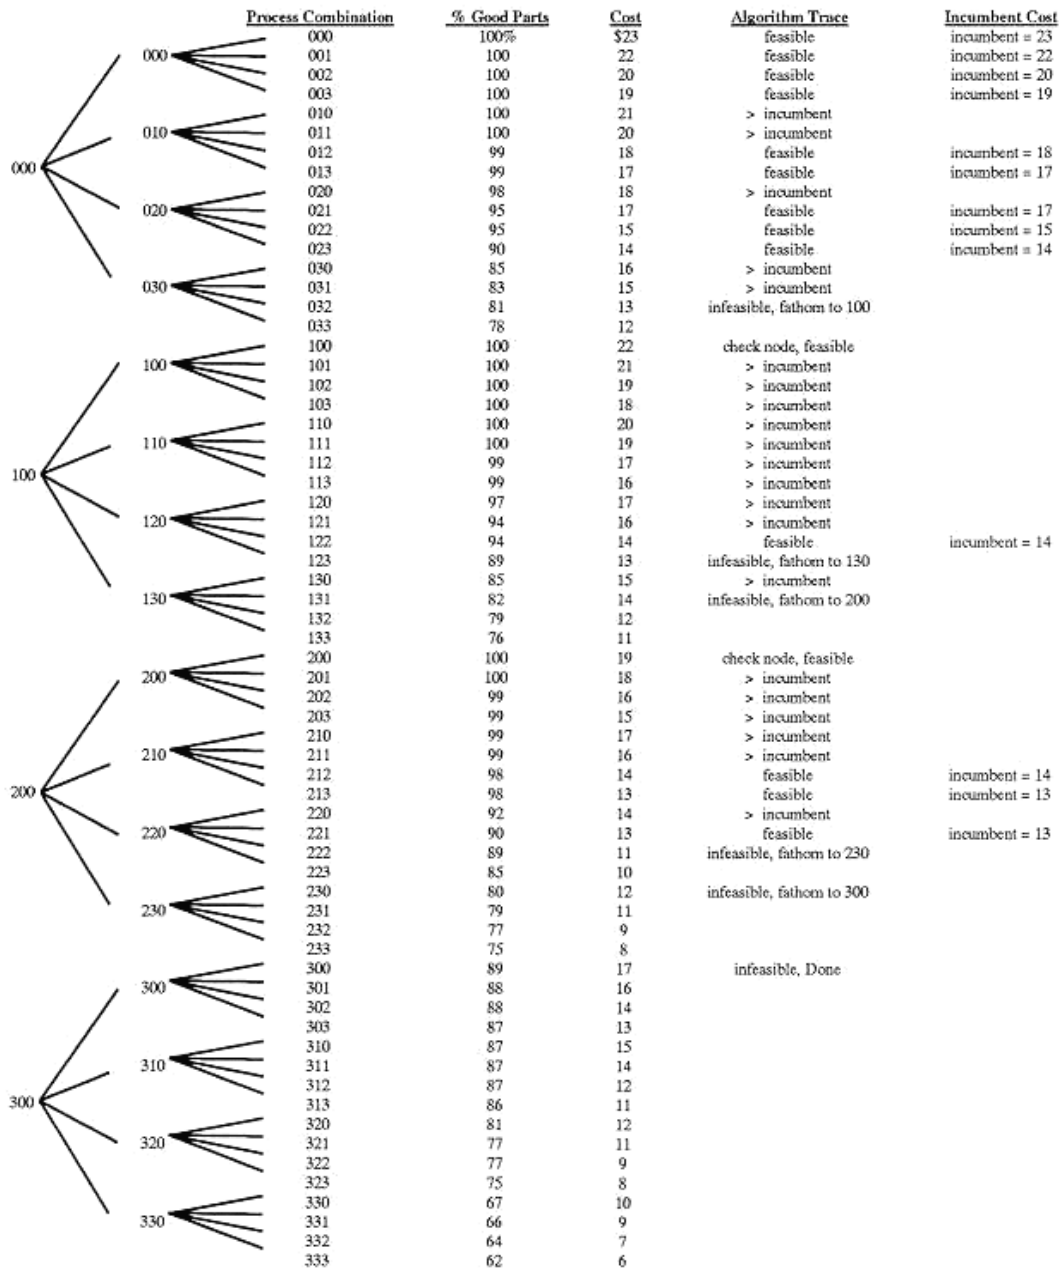 Process Combination % Good Parts Cost Algorithm Trace Incumbent Cost
000 100% $23 feasible incumbent = 23
000 001 100 22 feasible incumbent = 22
002 100 20 feasible incumbent = 20
003 100 19 feasible incumbent = 19
010 100 21 > incumbent
010 011 100 20 > incumbent
012 99 18 feasible incumbent = 18
000 013 99 17 feasible incumbent = 17
020 98 18 > incumbent
020 021 95 17 feasible incumbent = 17
022 95 15 feasible incumbent = 15
023 90 14 feasible incumbent = 14
030 85 16 > incumbent
030 031 83 15 > incumbent
032 81 13 infeasible, fathom to 100
033 78 12
100 100 22 check node, feasible
100 101 100 21 > incumbent
102 100 19 > incumbent
103 100 18 > incumbent
110 100 20 > incumbent
110 111 100 19 > incumbent
112 99 17 > incumbent
100 113 99 16 > incumbent
120 97 17 > incumbent
120 121 94 16 > incumbent
122 94 14 feasible incumbent = 14
123 89 13 infeasible, fathom to 130
130 85 15 > incumbent
130 131 82 14 infeasible, fathom to 200
132 79 12
133 76 11
200 100 19 check node, feasible
200 201 100 18 > incumbent
202 99 16 > incumbent
203 99 15 > incumbent
210 99 17 > incumbent
210 211 99 16 > incumbent
212 98 14 feasible incumbent = 14
200 213 98 13 feasible incumbent = 13
220 92 14 > incumbent
220 221 90 13 feasible incumbent = 13
222 89 11 infeasible, fathom to 230
223 85 10
230 80 12 infeasible, fathom to 300
230 231 79 11
232 77 9
233 75 8
300 89 17 infeasible, Done
300 301 88 16
302 88 14
303 87 13
310 87 15
310 311 87 14
312 87 12
300 313 86 11
320 81 12
320 321 77 11
322 77 9
323 75 8
330 67 10
330 331 66 9
332 64 7
333 62 6